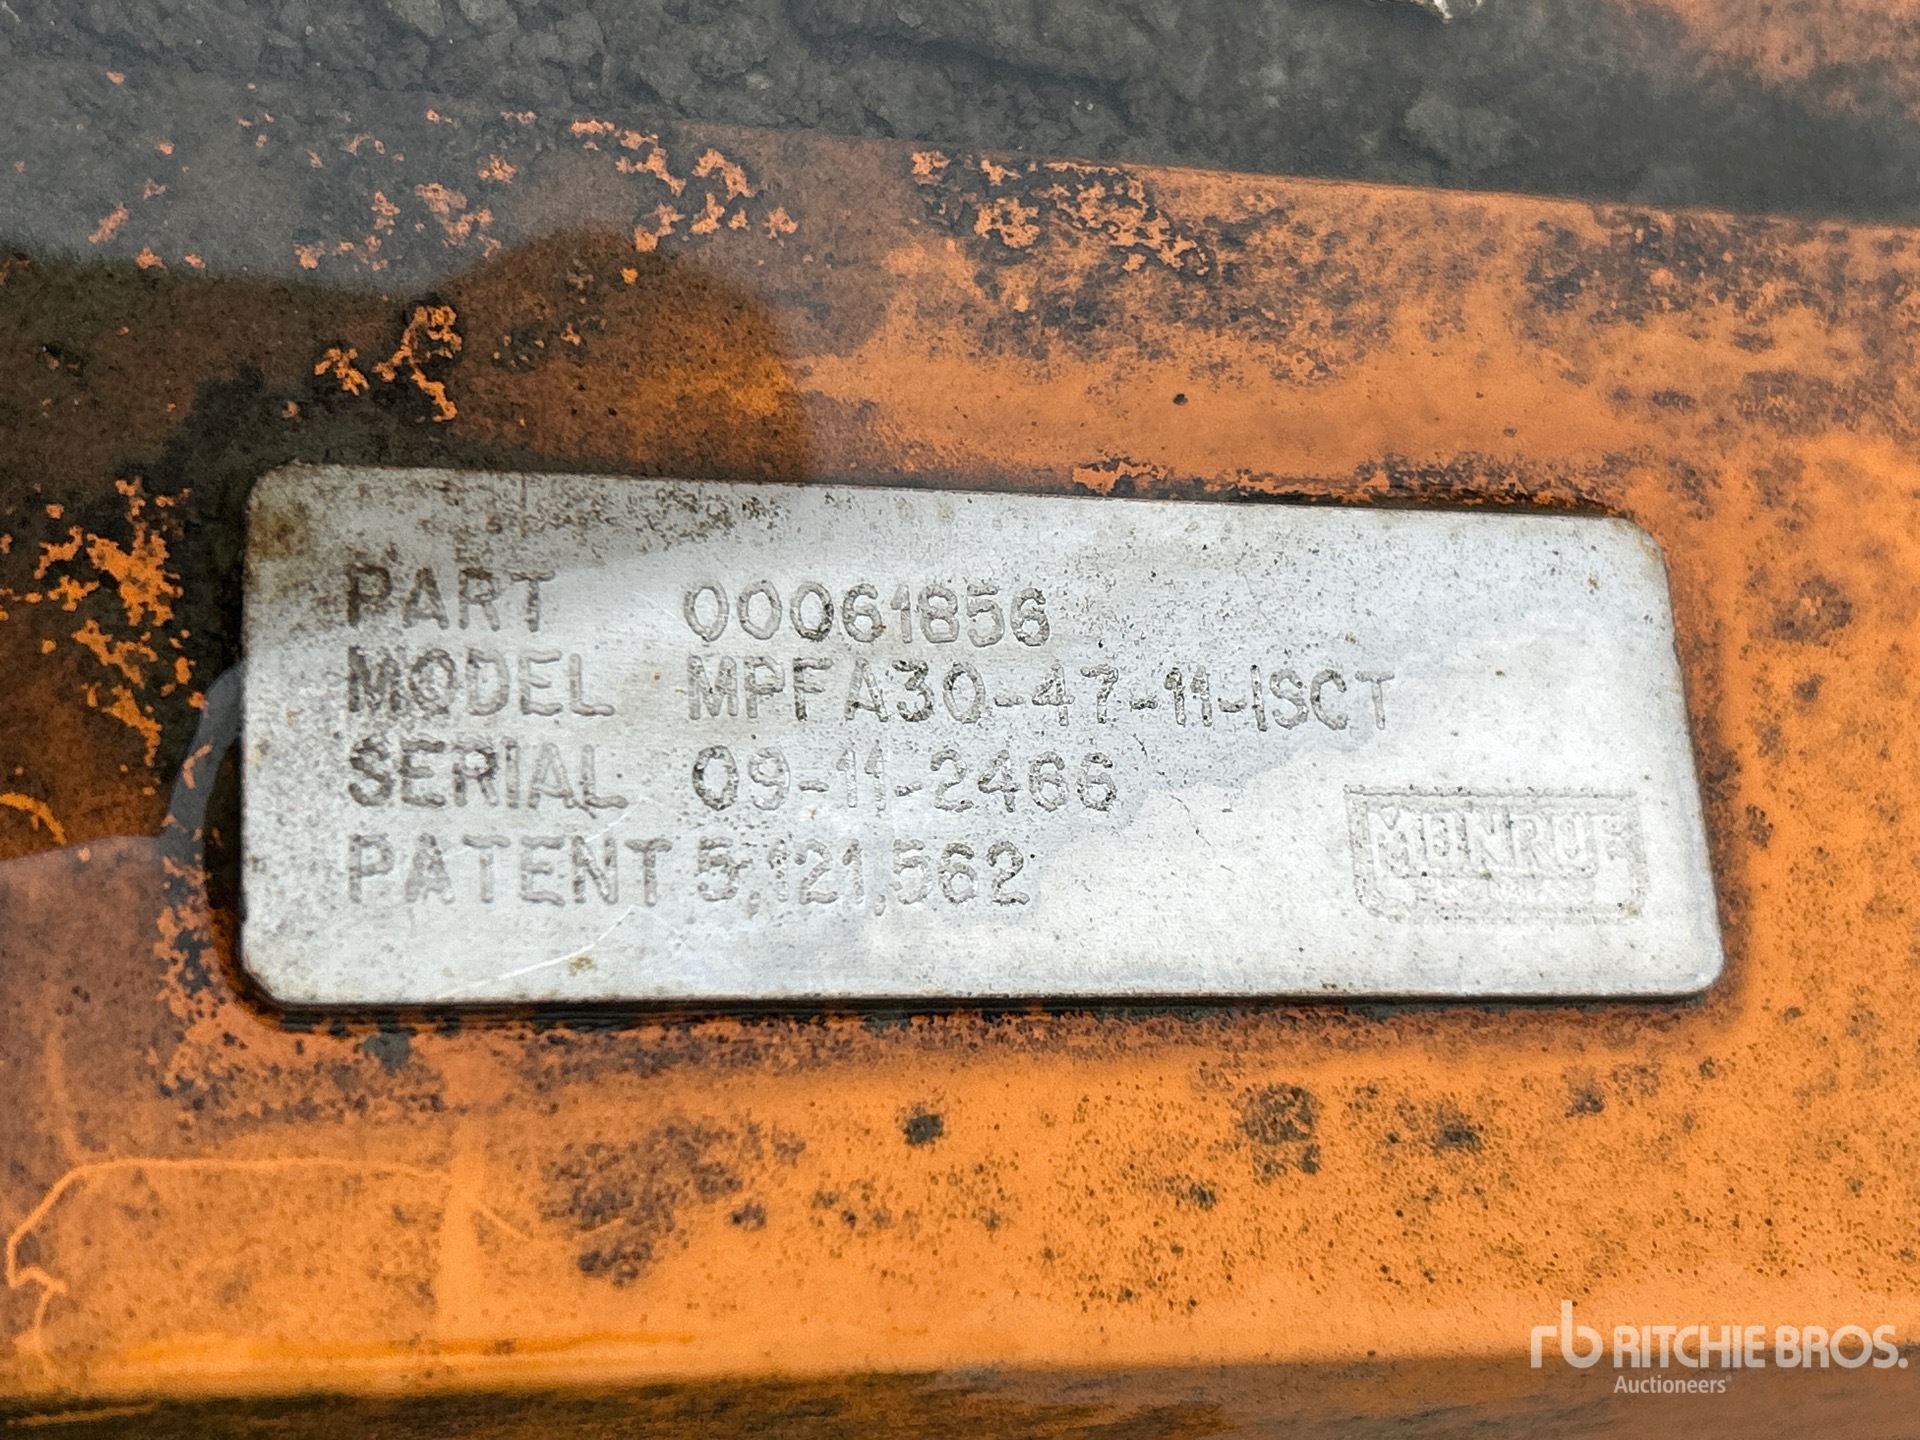 PART 00061856
MODEL MPFA30-47-11-ISCT
SERIAL 09-11-2466
PATENT 5,121,562
MONROE
rb RITCHIE BROS.
Auctioneers